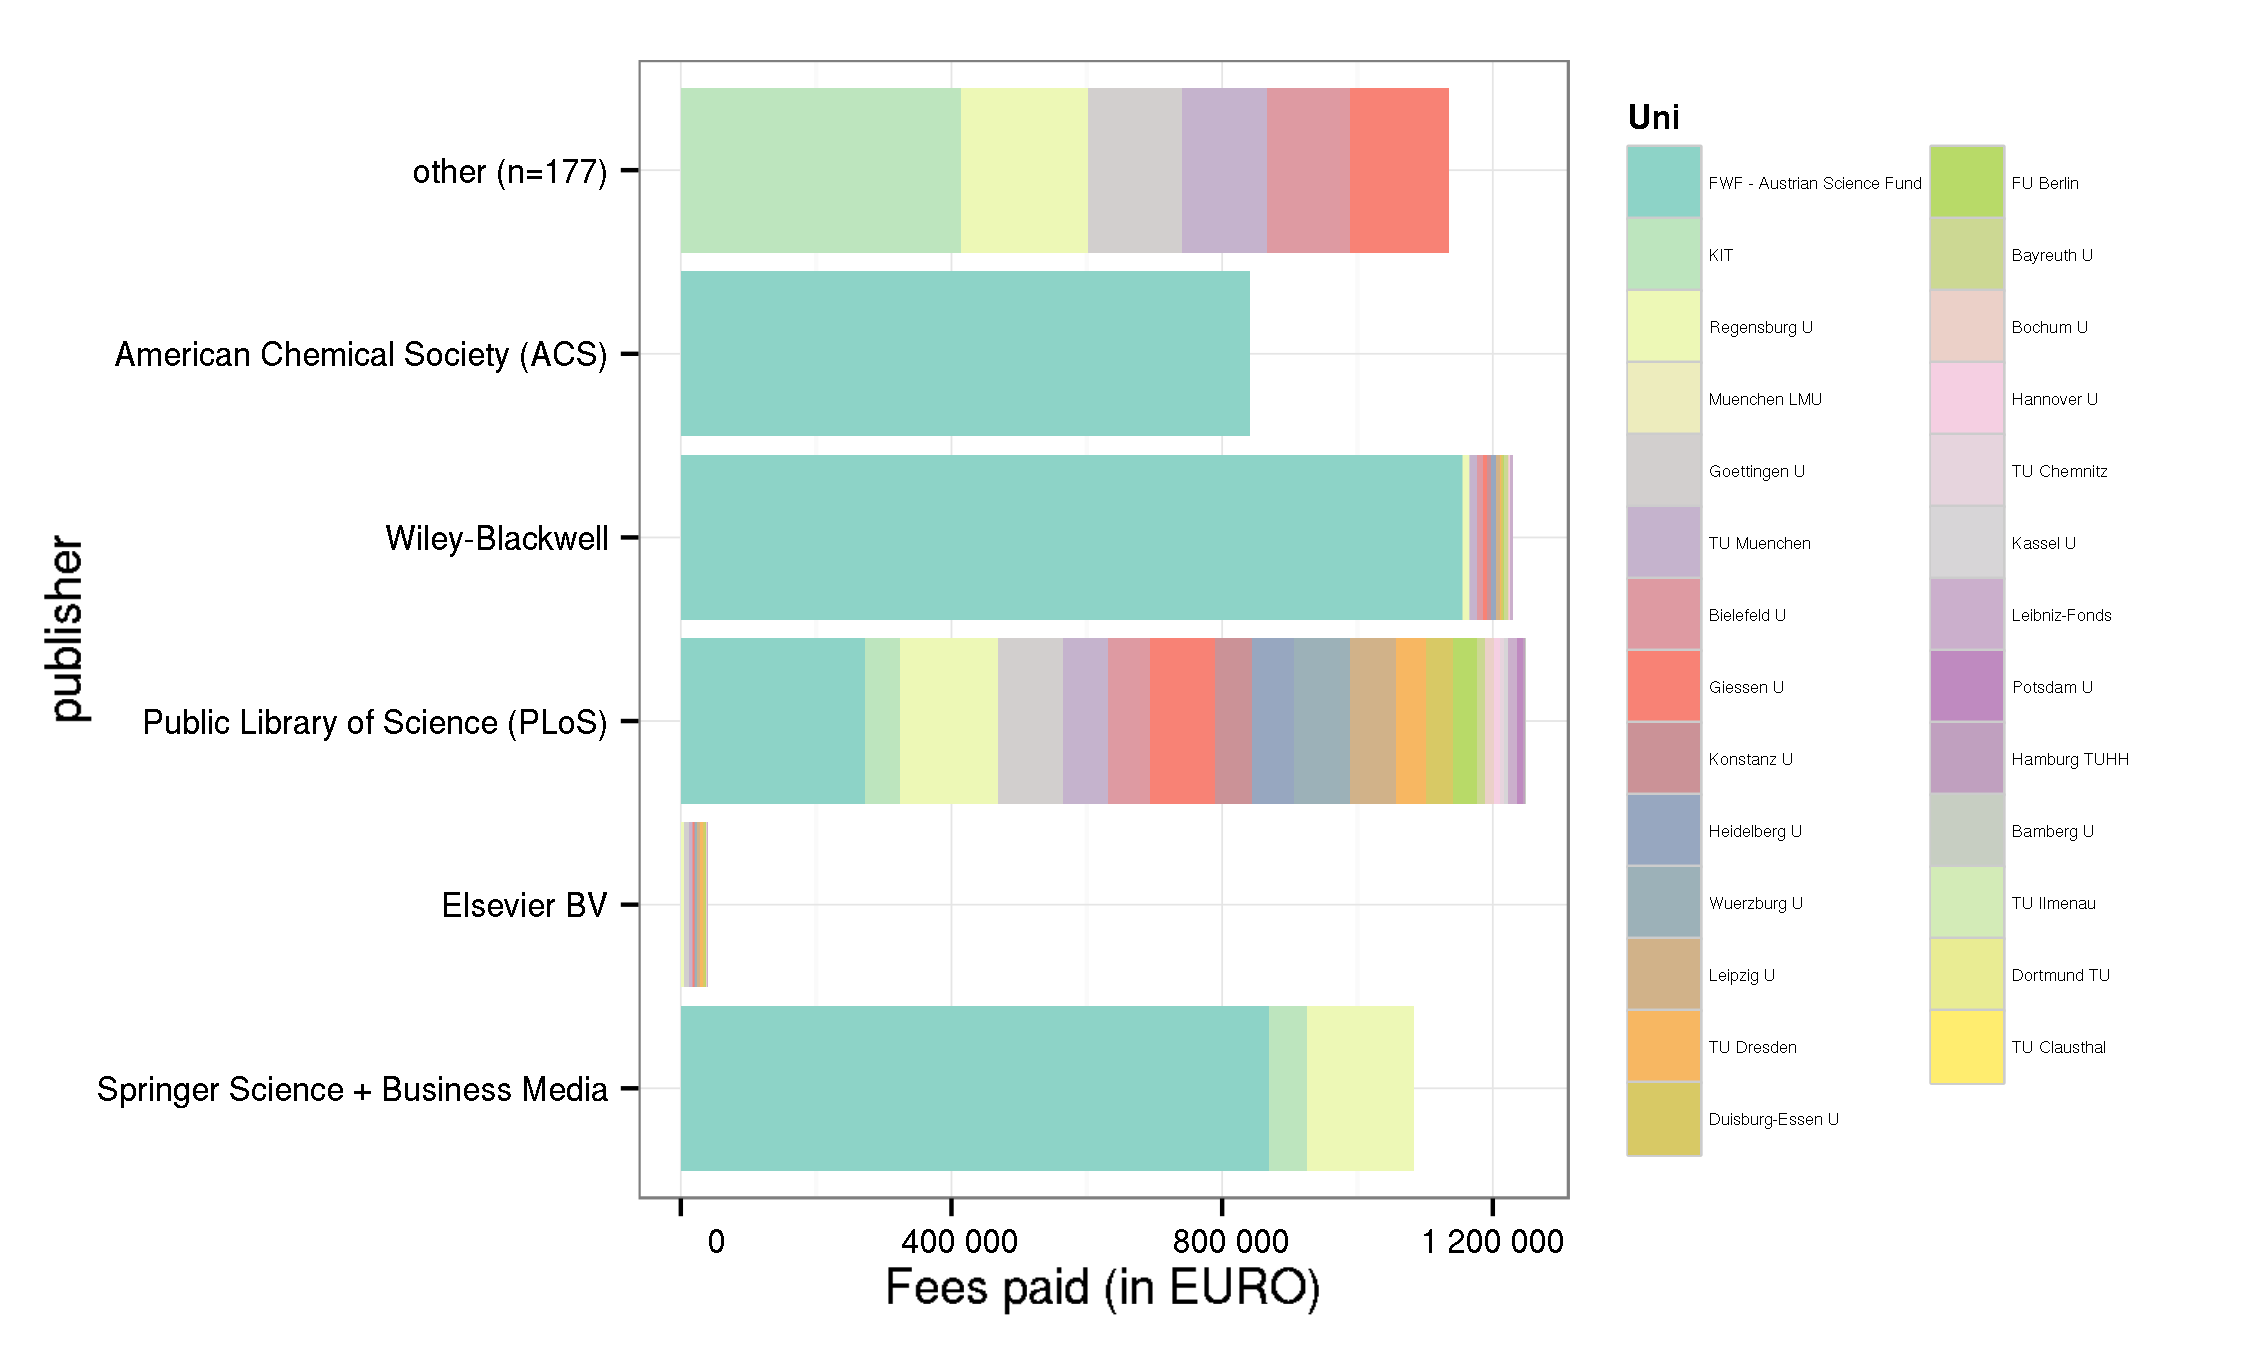 publisher
other (n=177)
American Chemical Society (ACS)
Wiley-Blackwell
Public Library of Science (PLoS)
Elsevier BV
Springer Science + Business Media
0
400 000
800 000
1 200 000
Fees paid (in EURO)
Uni
FWF - Austrian Science Fund
KIT
Regensburg U
Muenchen LMU
Goettingen U
TU Muenchen
Bielefeld U
Giessen U
Konstanz U
Heidelberg U
Wuerzburg U
Leipzig U
TU Dresden
Duisburg-Essen U
FU Berlin
Bayreuth U
Bochum U
Hannover U
TU Chemnitz
Kassel U
Leibniz-Fonds
Potsdam U
Hamburg TUHH
Bamberg U
TU Ilmenau
Dortmund TU
TU Clausthal